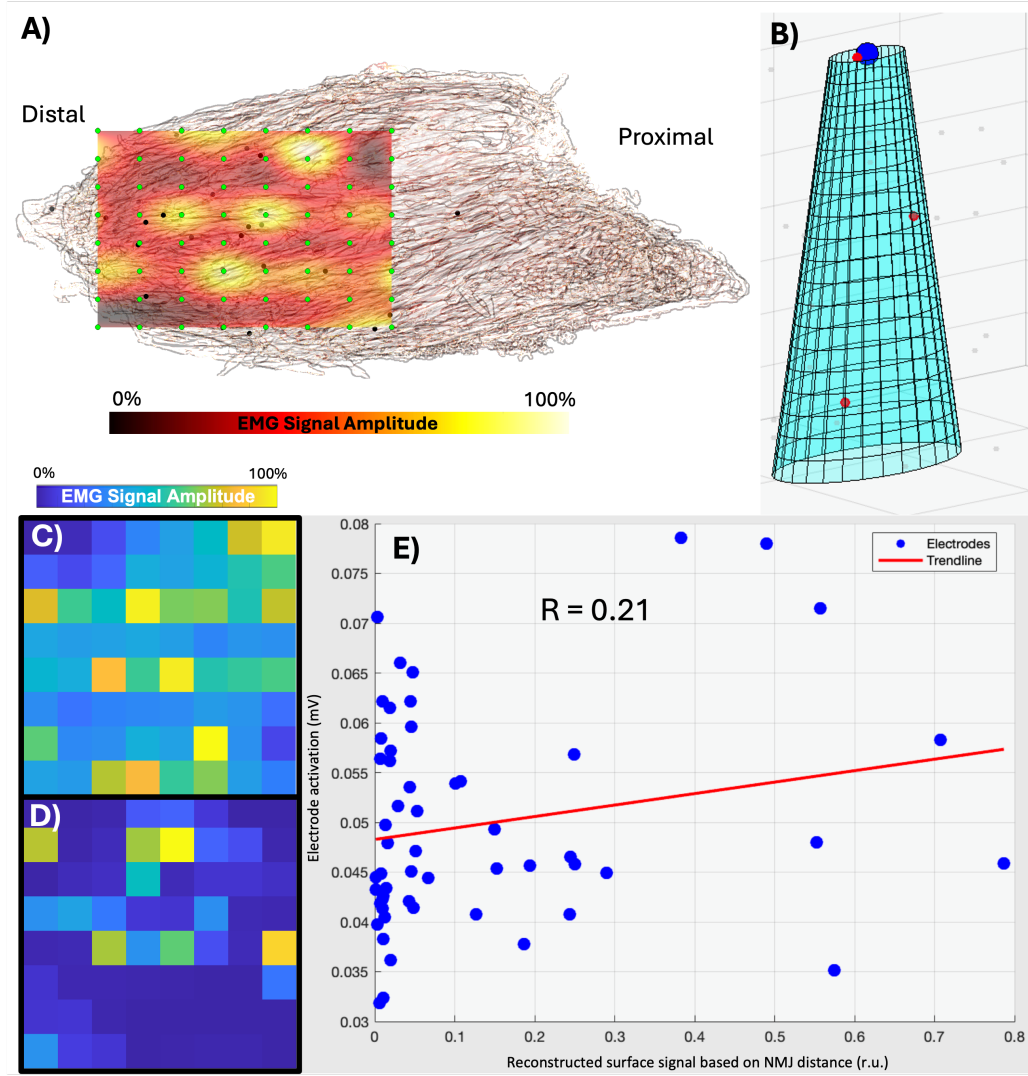 A)
B)
Distal
Proximal
0%
100%
EMG Signal Amplitude
0%
100%
EMG Signal Amplitude
C)
D)
E)
Electrodes
Trendline
R = 0.21
0.08
0.075
0.07
0.065
0.06
0.055
0.05
0.045
0.04
0.035
0.03
Electrode activation (mV)
0
0.1
0.2
0.3
0.4
0.5
0.6
0.7
0.8
Reconstructed surface signal based on NMJ distance (r.u.)